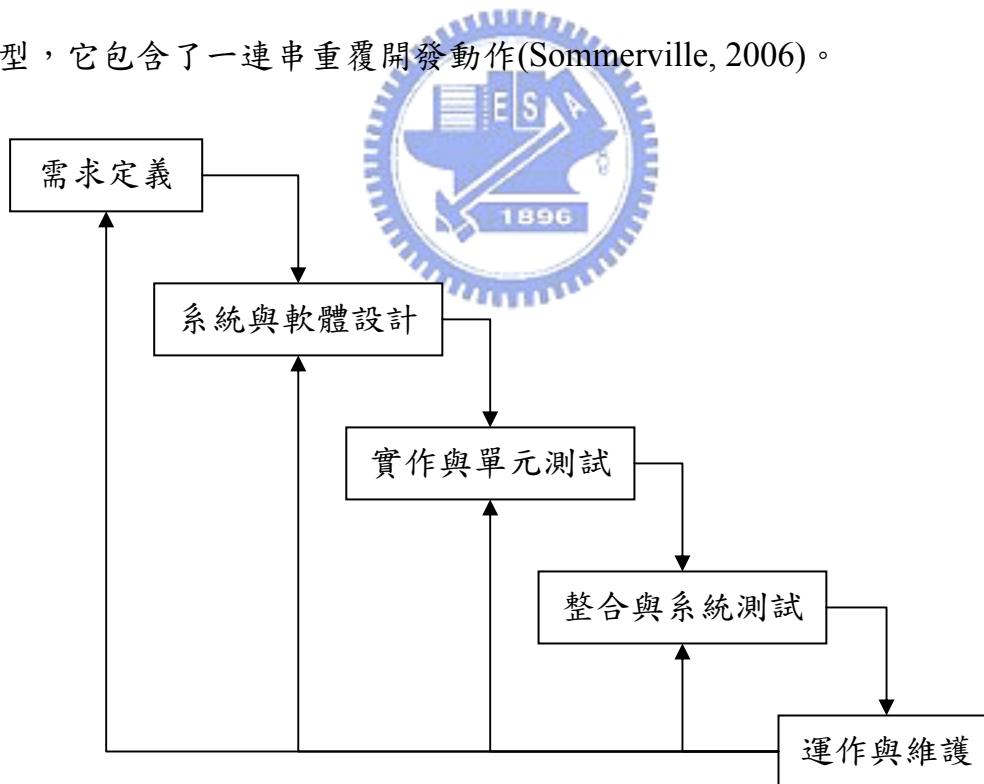 型,它包含了一連串重覆開發動作(Sommerville, 2006)。
E S A
1896
需求定義
系統與軟體設計
實作與單元測試
整合與系統測試
運作與維護